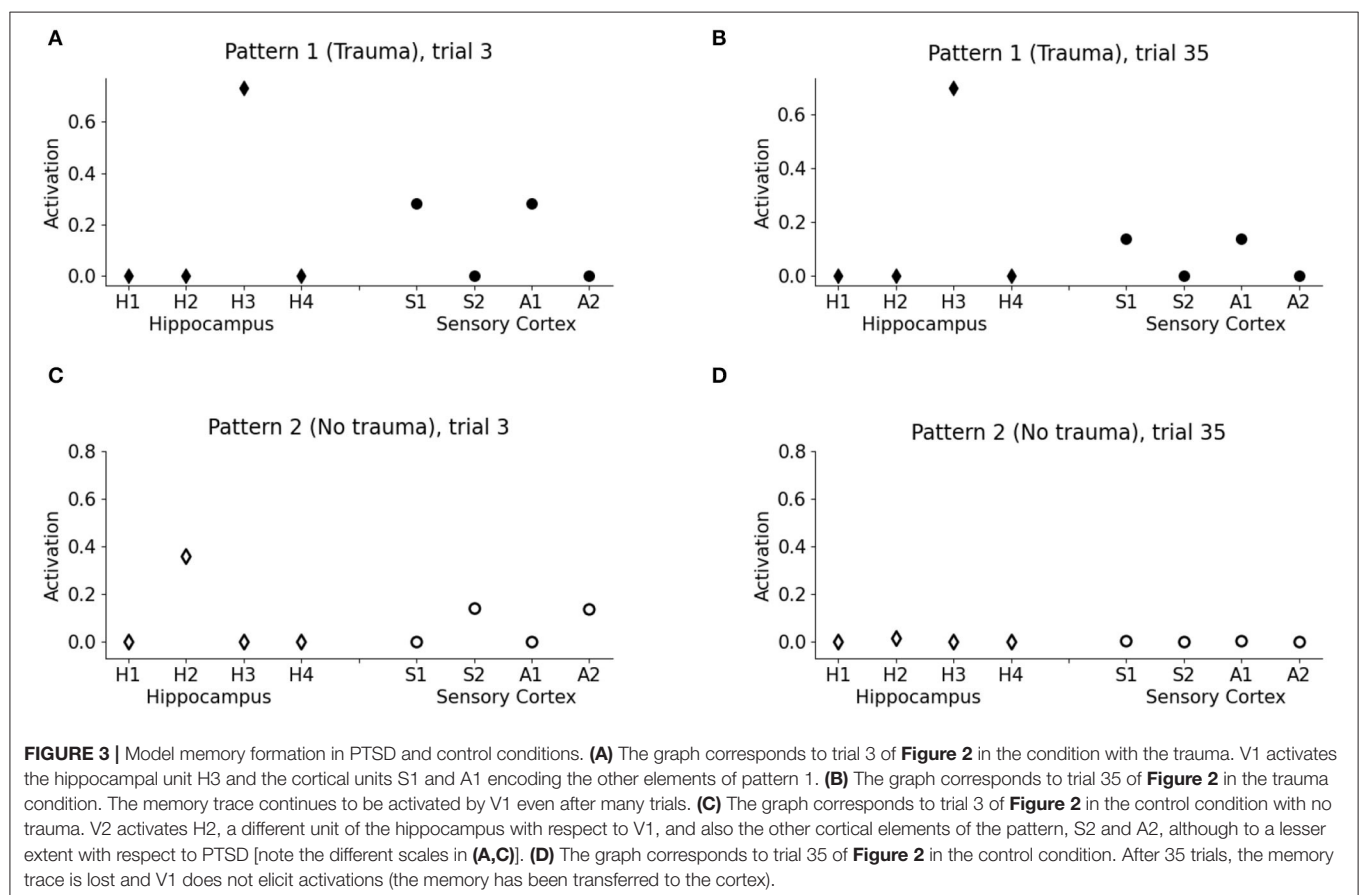 A
Pattern 1 (Trauma), trial 3
Activation
0.6
0.4
0.2
0.0
H1 H2 H3 H4 S1 S2 A1 A2
Hippocampus Sensory Cortex
B
Pattern 1 (Trauma), trial 35
Activation
0.6
0.4
0.2
0.0
H1 H2 H3 H4 S1 S2 A1 A2
Hippocampus Sensory Cortex
C
Pattern 2 (No trauma), trial 3
Activation
0.8
0.6
0.4
0.2
0.0
H1 H2 H3 H4 S1 S2 A1 A2
Hippocampus Sensory Cortex
D
Pattern 2 (No trauma), trial 35
Activation
0.8
0.6
0.4
0.2
0.0
H1 H2 H3 H4 S1 S2 A1 A2
Hippocampus Sensory Cortex
FIGURE 3 | Model memory formation in PTSD and control conditions. (A) The graph corresponds to trial 3 of Figure 2 in the condition with the trauma. V1 activates
the hippocampal unit H3 and the cortical units S1 and A1 encoding the other elements of pattern 1. (B) The graph corresponds to trial 35 of Figure 2 in the trauma
condition. The memory trace continues to be activated by V1 even after many trials. (C) The graph corresponds to trial 3 of Figure 2 in the control condition with no
trauma. V2 activates H2, a different unit of the hippocampus with respect to V1, and also the other cortical elements of the pattern, S2 and A2, although to a lesser
extent with respect to PTSD [note the different scales in (A,C)]. (D) The graph corresponds to trial 35 of Figure 2 in the control condition. After 35 trials, the memory
trace is lost and V1 does not elicit activations (the memory has been transferred to the cortex).